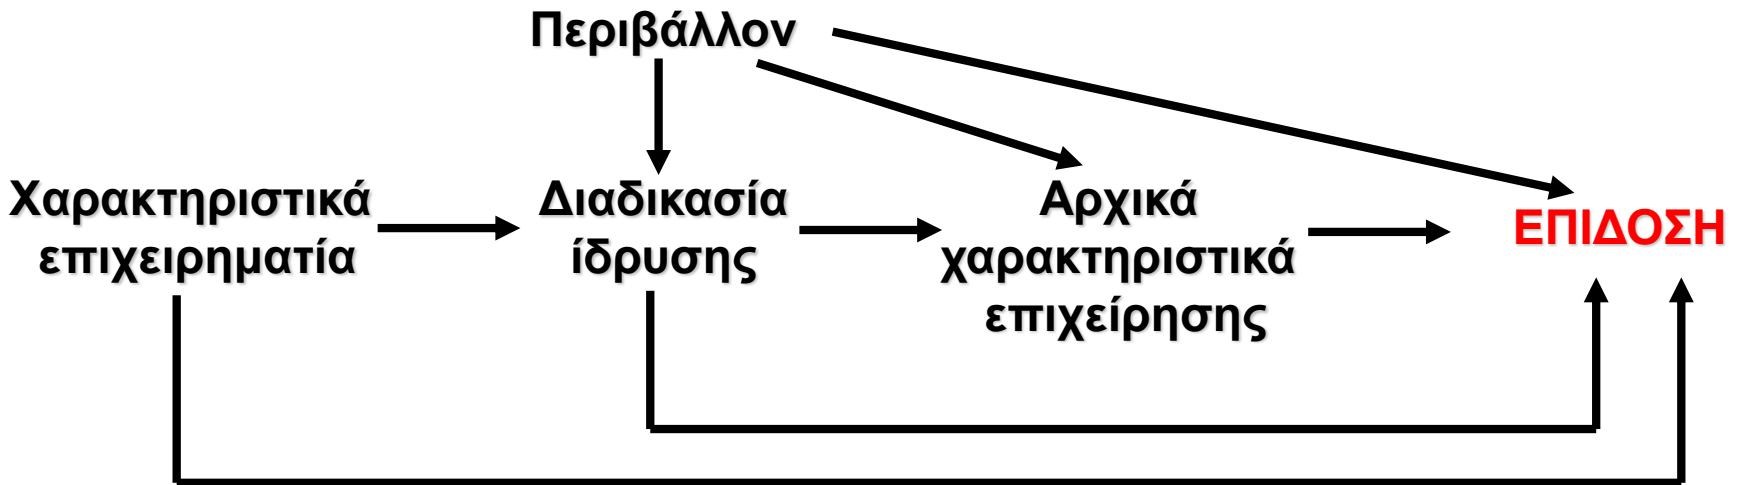 Περιβάλλον
Χαρακτηριστικά
επιχειρηματία
Διαδικασία
ίδρυσης
Αρχικά
χαρακτηριστικά
επιχείρησης
ΕΠΙΔΟΣΗ